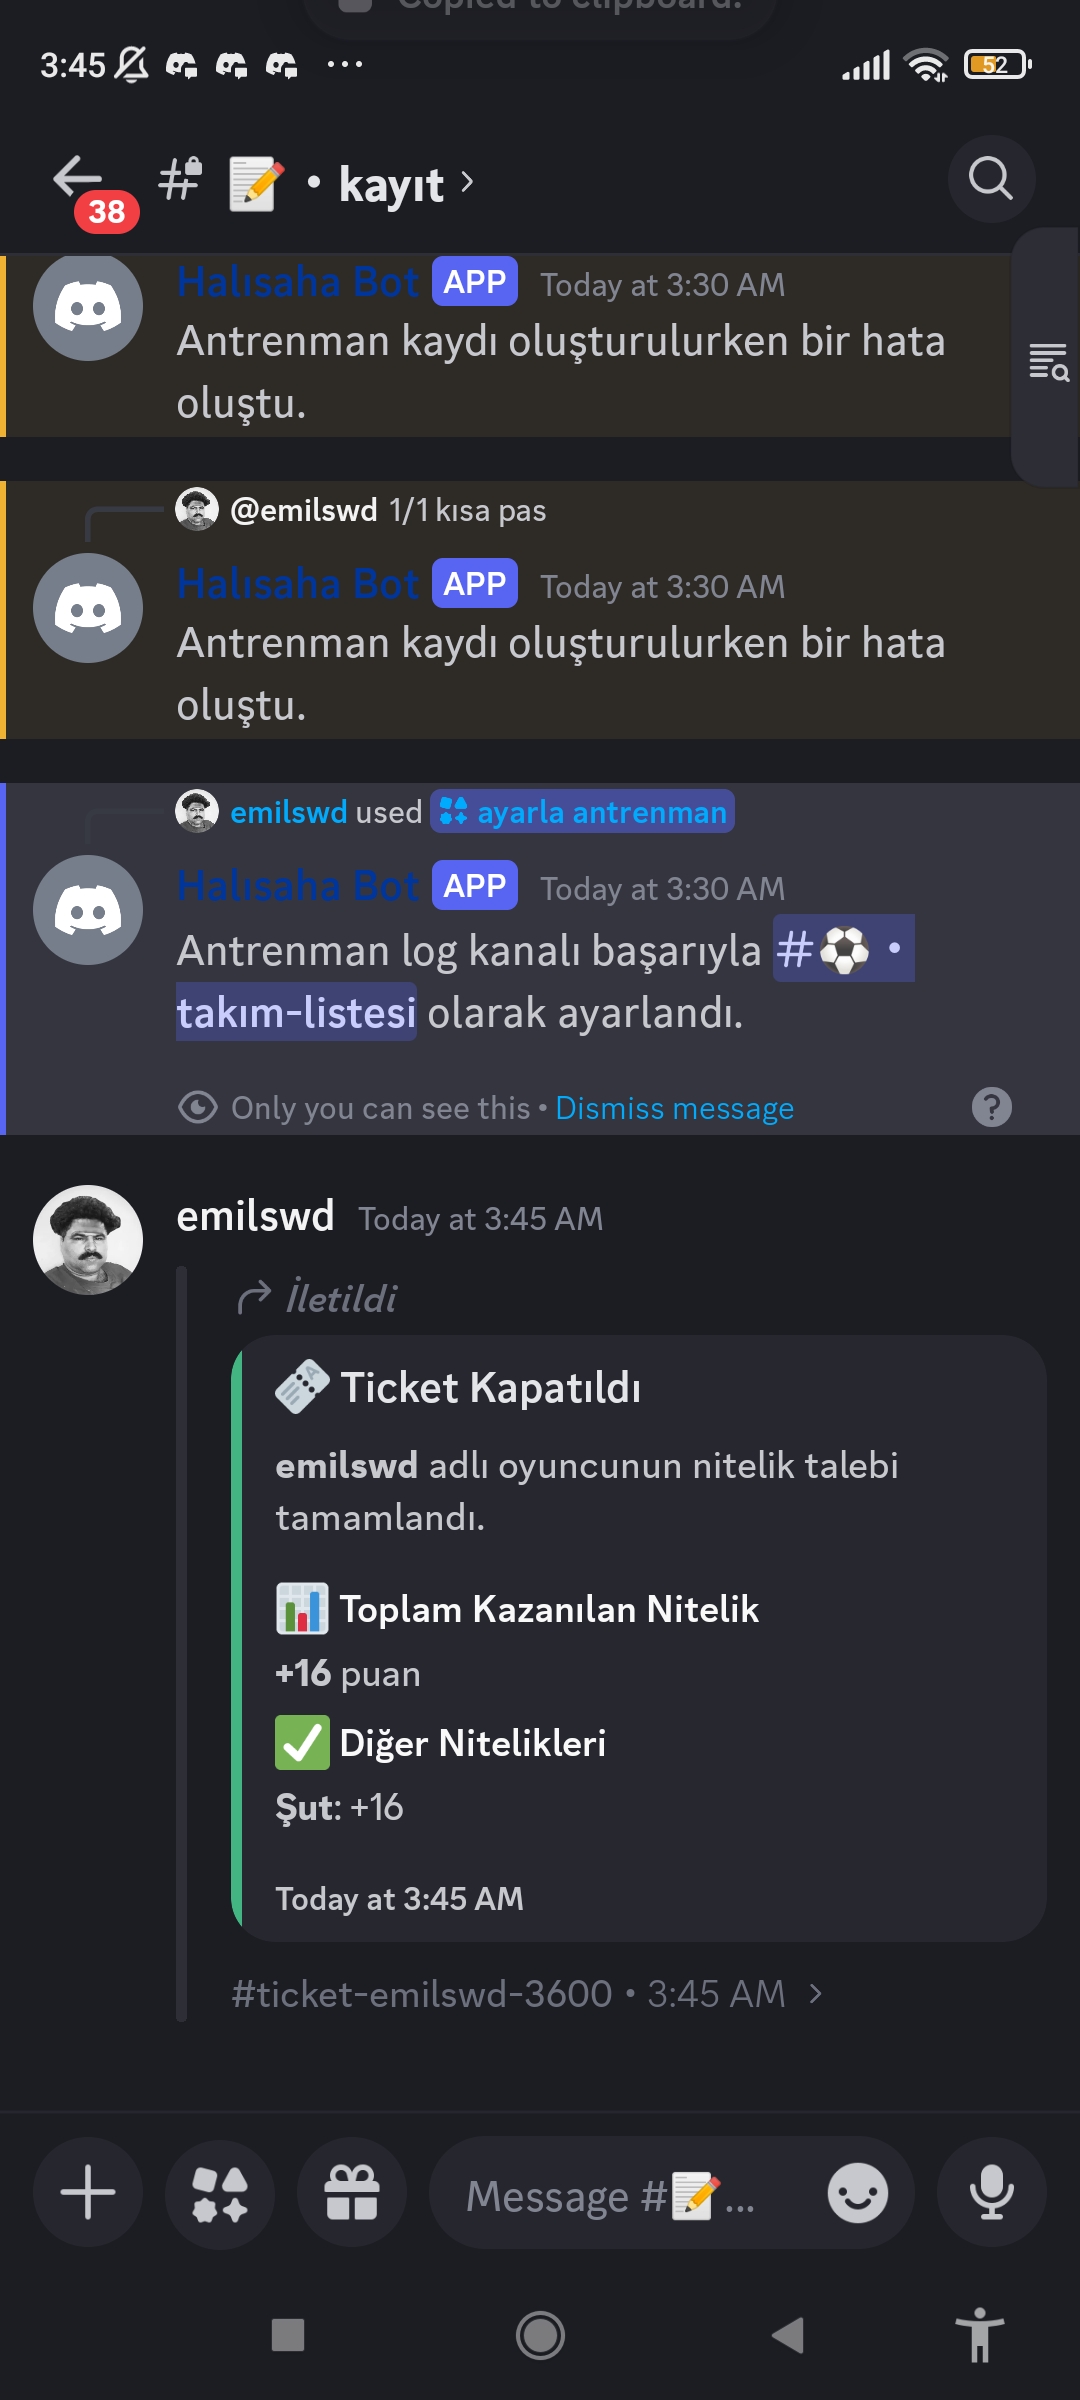 Copied to clipboard.
3:45
52
38
# 📝 • kayıt
Halısaha Bot APP Today at 3:30 AM
Antrenman kaydı oluşturulurken bir hata
oluştu.
@emilswd 1/1 kısa pas
Halısaha Bot APP Today at 3:30 AM
Antrenman kaydı oluşturulurken bir hata
oluştu.
emilswd used ayarla antrenman
Halısaha Bot APP Today at 3:30 AM
Antrenman log kanalı başarıyla #⚽ •
takım-listesi olarak ayarlandı.
Only you can see this • Dismiss message
emilswd Today at 3:45 AM
İletildi
Ticket Kapatıldı
emilswd adlı oyuncunun nitelik talebi
tamamlandı.
📊 Toplam Kazanılan Nitelik
+16 puan
✅ Diğer Nitelikleri
Şut: +16
Today at 3:45 AM
#ticket-emilswd-3600 • 3:45 AM
Message #📝...